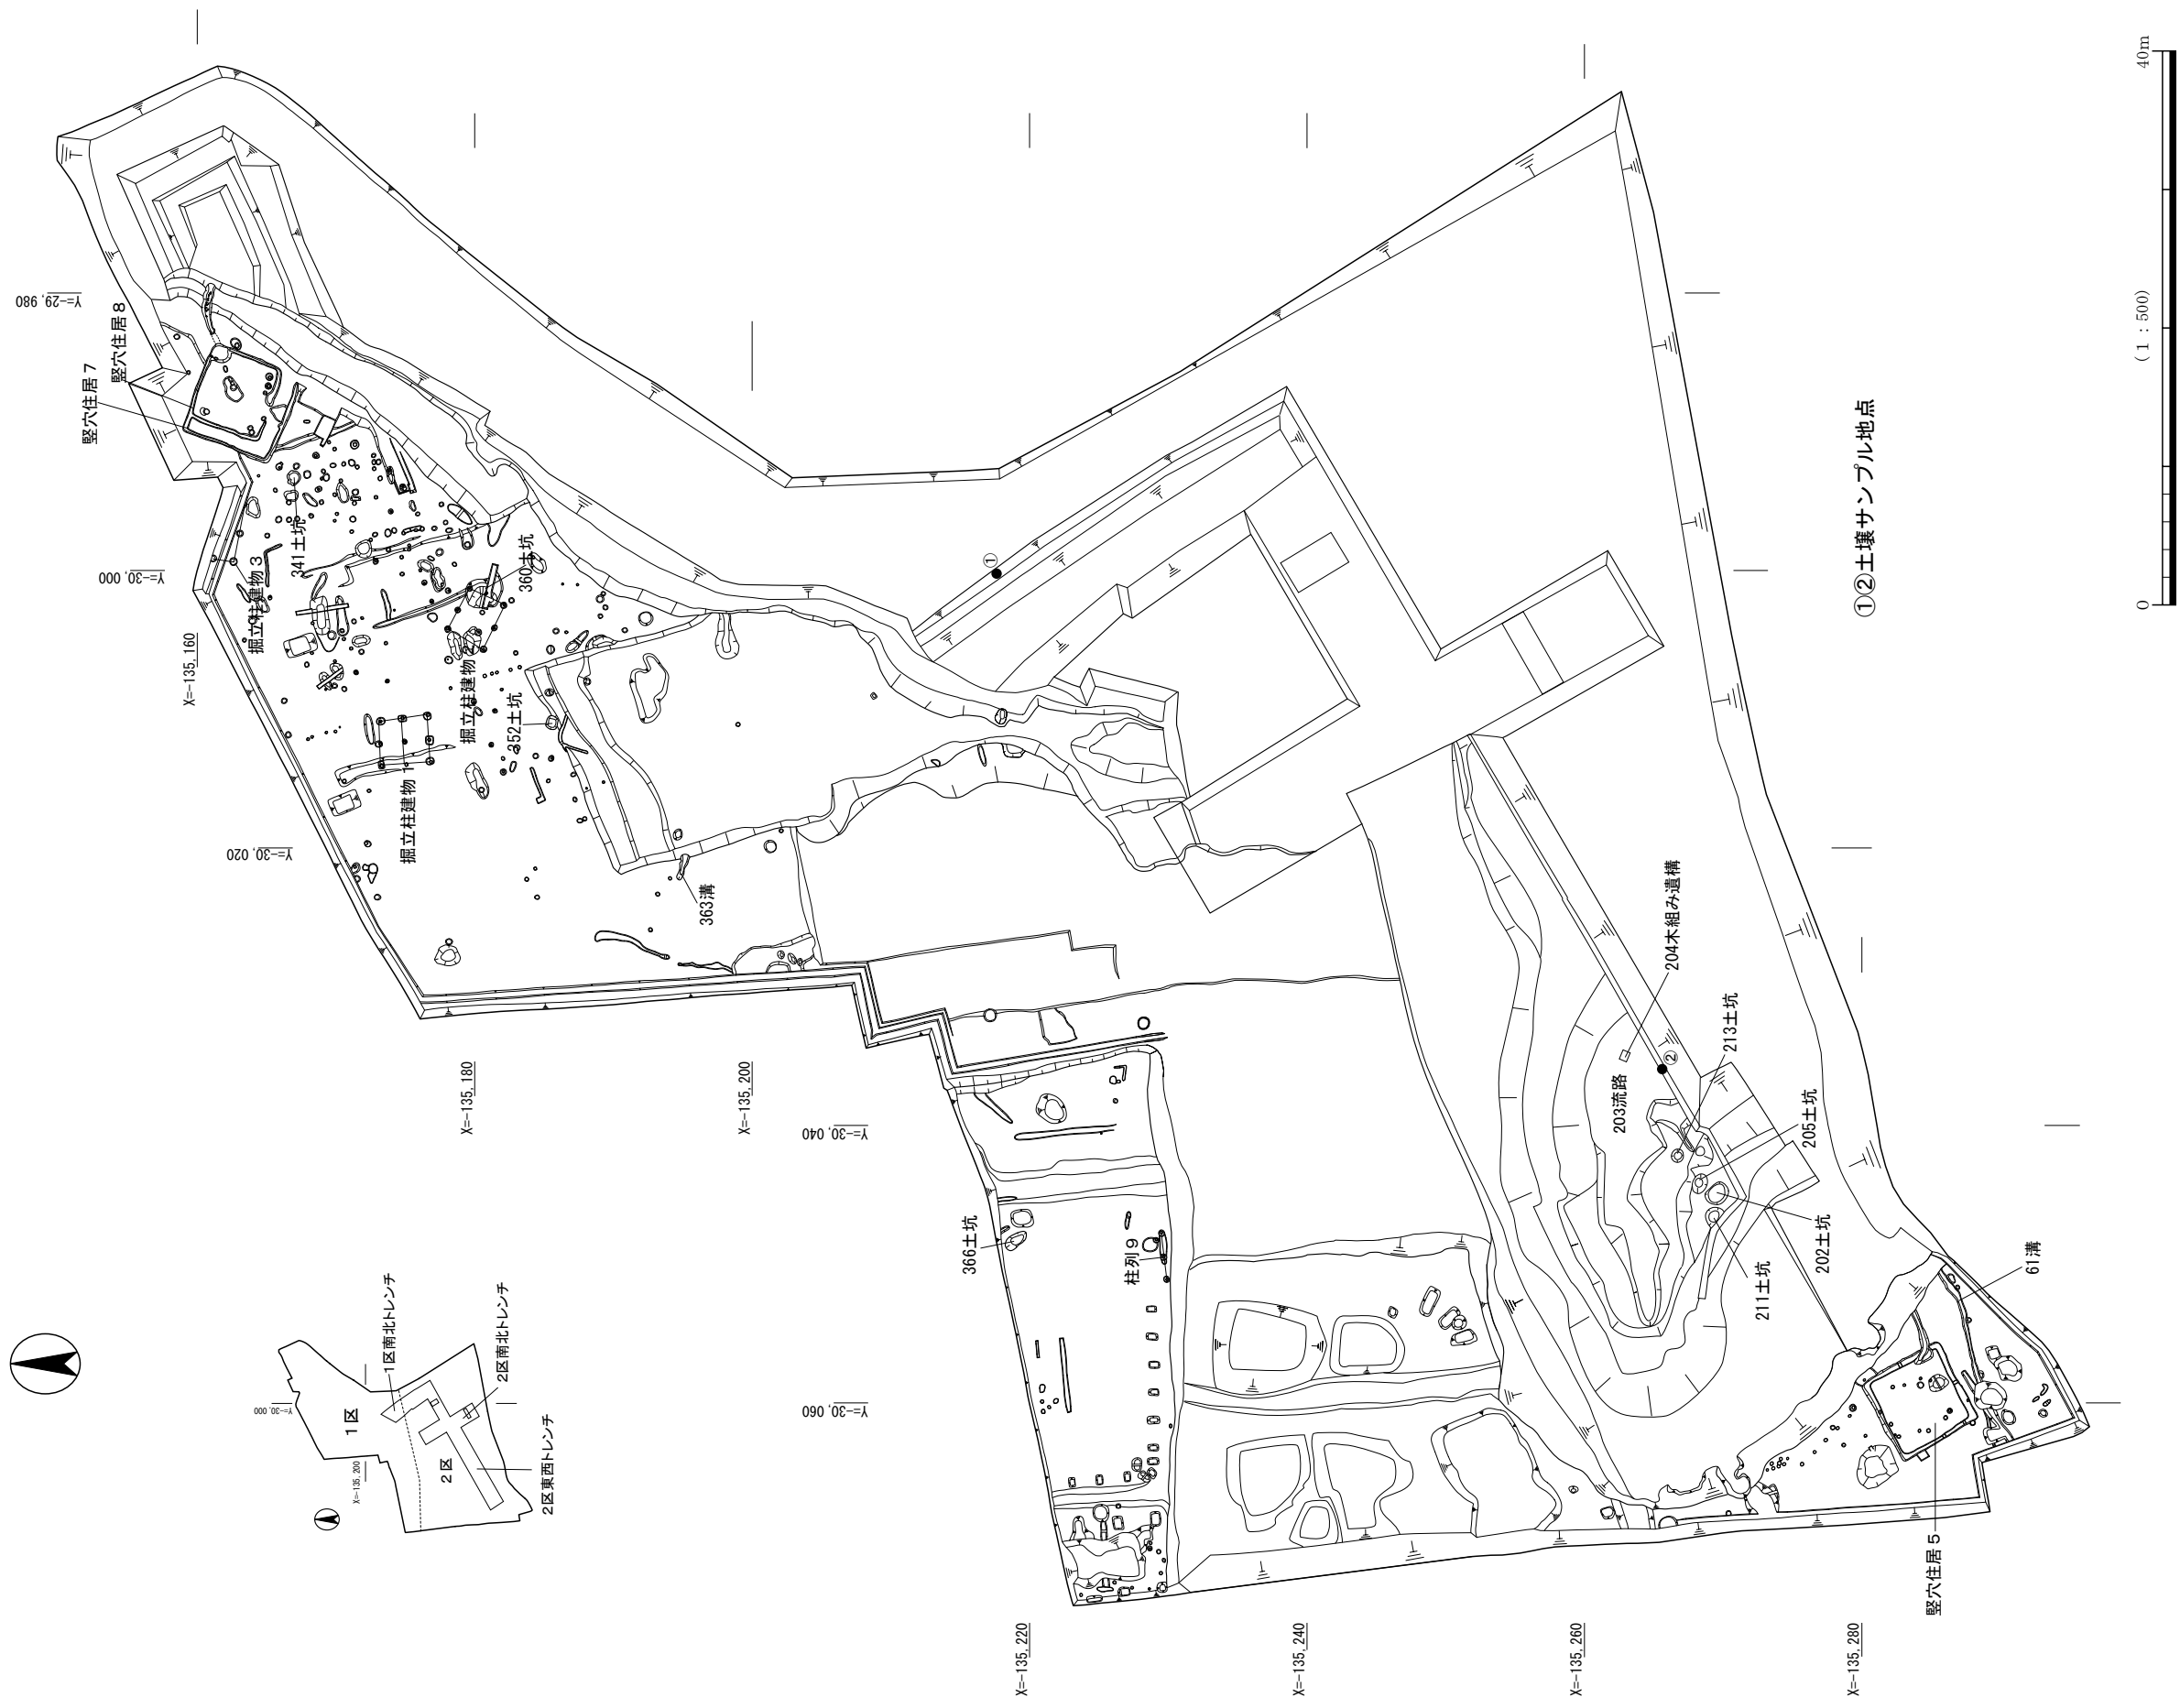 Y=-29,980
竪穴住居8
竪穴住居7
341土坑
掘立柱建物3
Y=-30,000
X=-135,160
360土坑
掘立柱建物
352土坑
掘立柱建物1
Y=-30,020
363溝
X=-135,180
X=-135,200
Y=-30,040
①
②
204木組み遺構
213土坑
203流路
205土坑
202土坑
211土坑
61溝
366土坑
柱列9
Y=-30,060
竪穴住居5
X=-135,220
X=-135,240
X=-135,260
X=-135,280
①②土壌サンプル地点
0
(1:500)
40m
Y=-30,000
X=-135,200
1区
2区
1区南北トレンチ
2区南北トレンチ
2区東西トレンチ